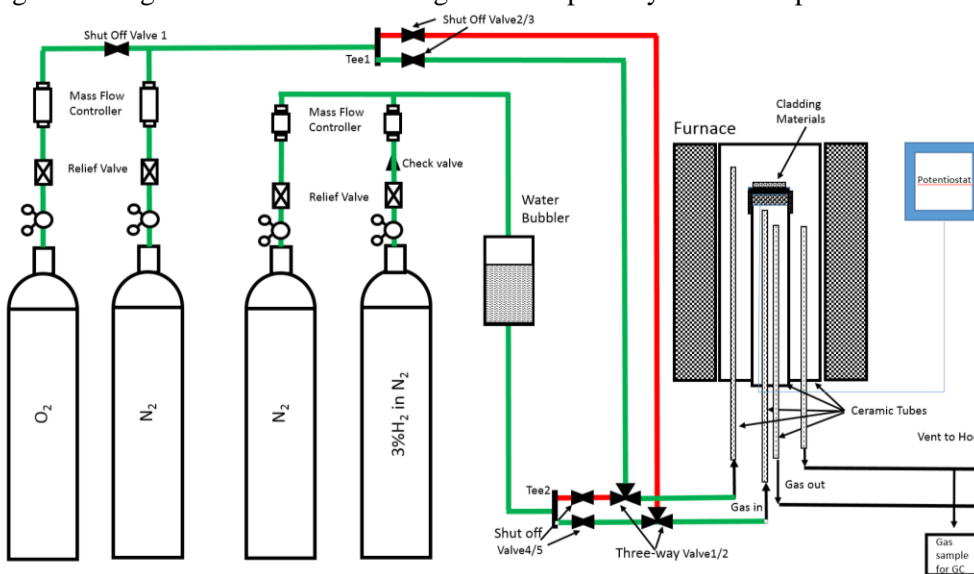 Shut Off Valve 1
Shut Off Valve2/3
Tee1
Mass Flow
Controller
Mass Flow
Controller
Cladding
Materials
Furnace
Check valve
Relief Valve
Relief Valve
Potentiostat
Water
Bubbler
O2
N2
N2
3%H2 in N2
Ceramic Tubes
Vent to Hoo
Gas out
Tee2
Gas in
Shut off
Valve4/5
Three-way Valve1/2
Gas
sample
for GC